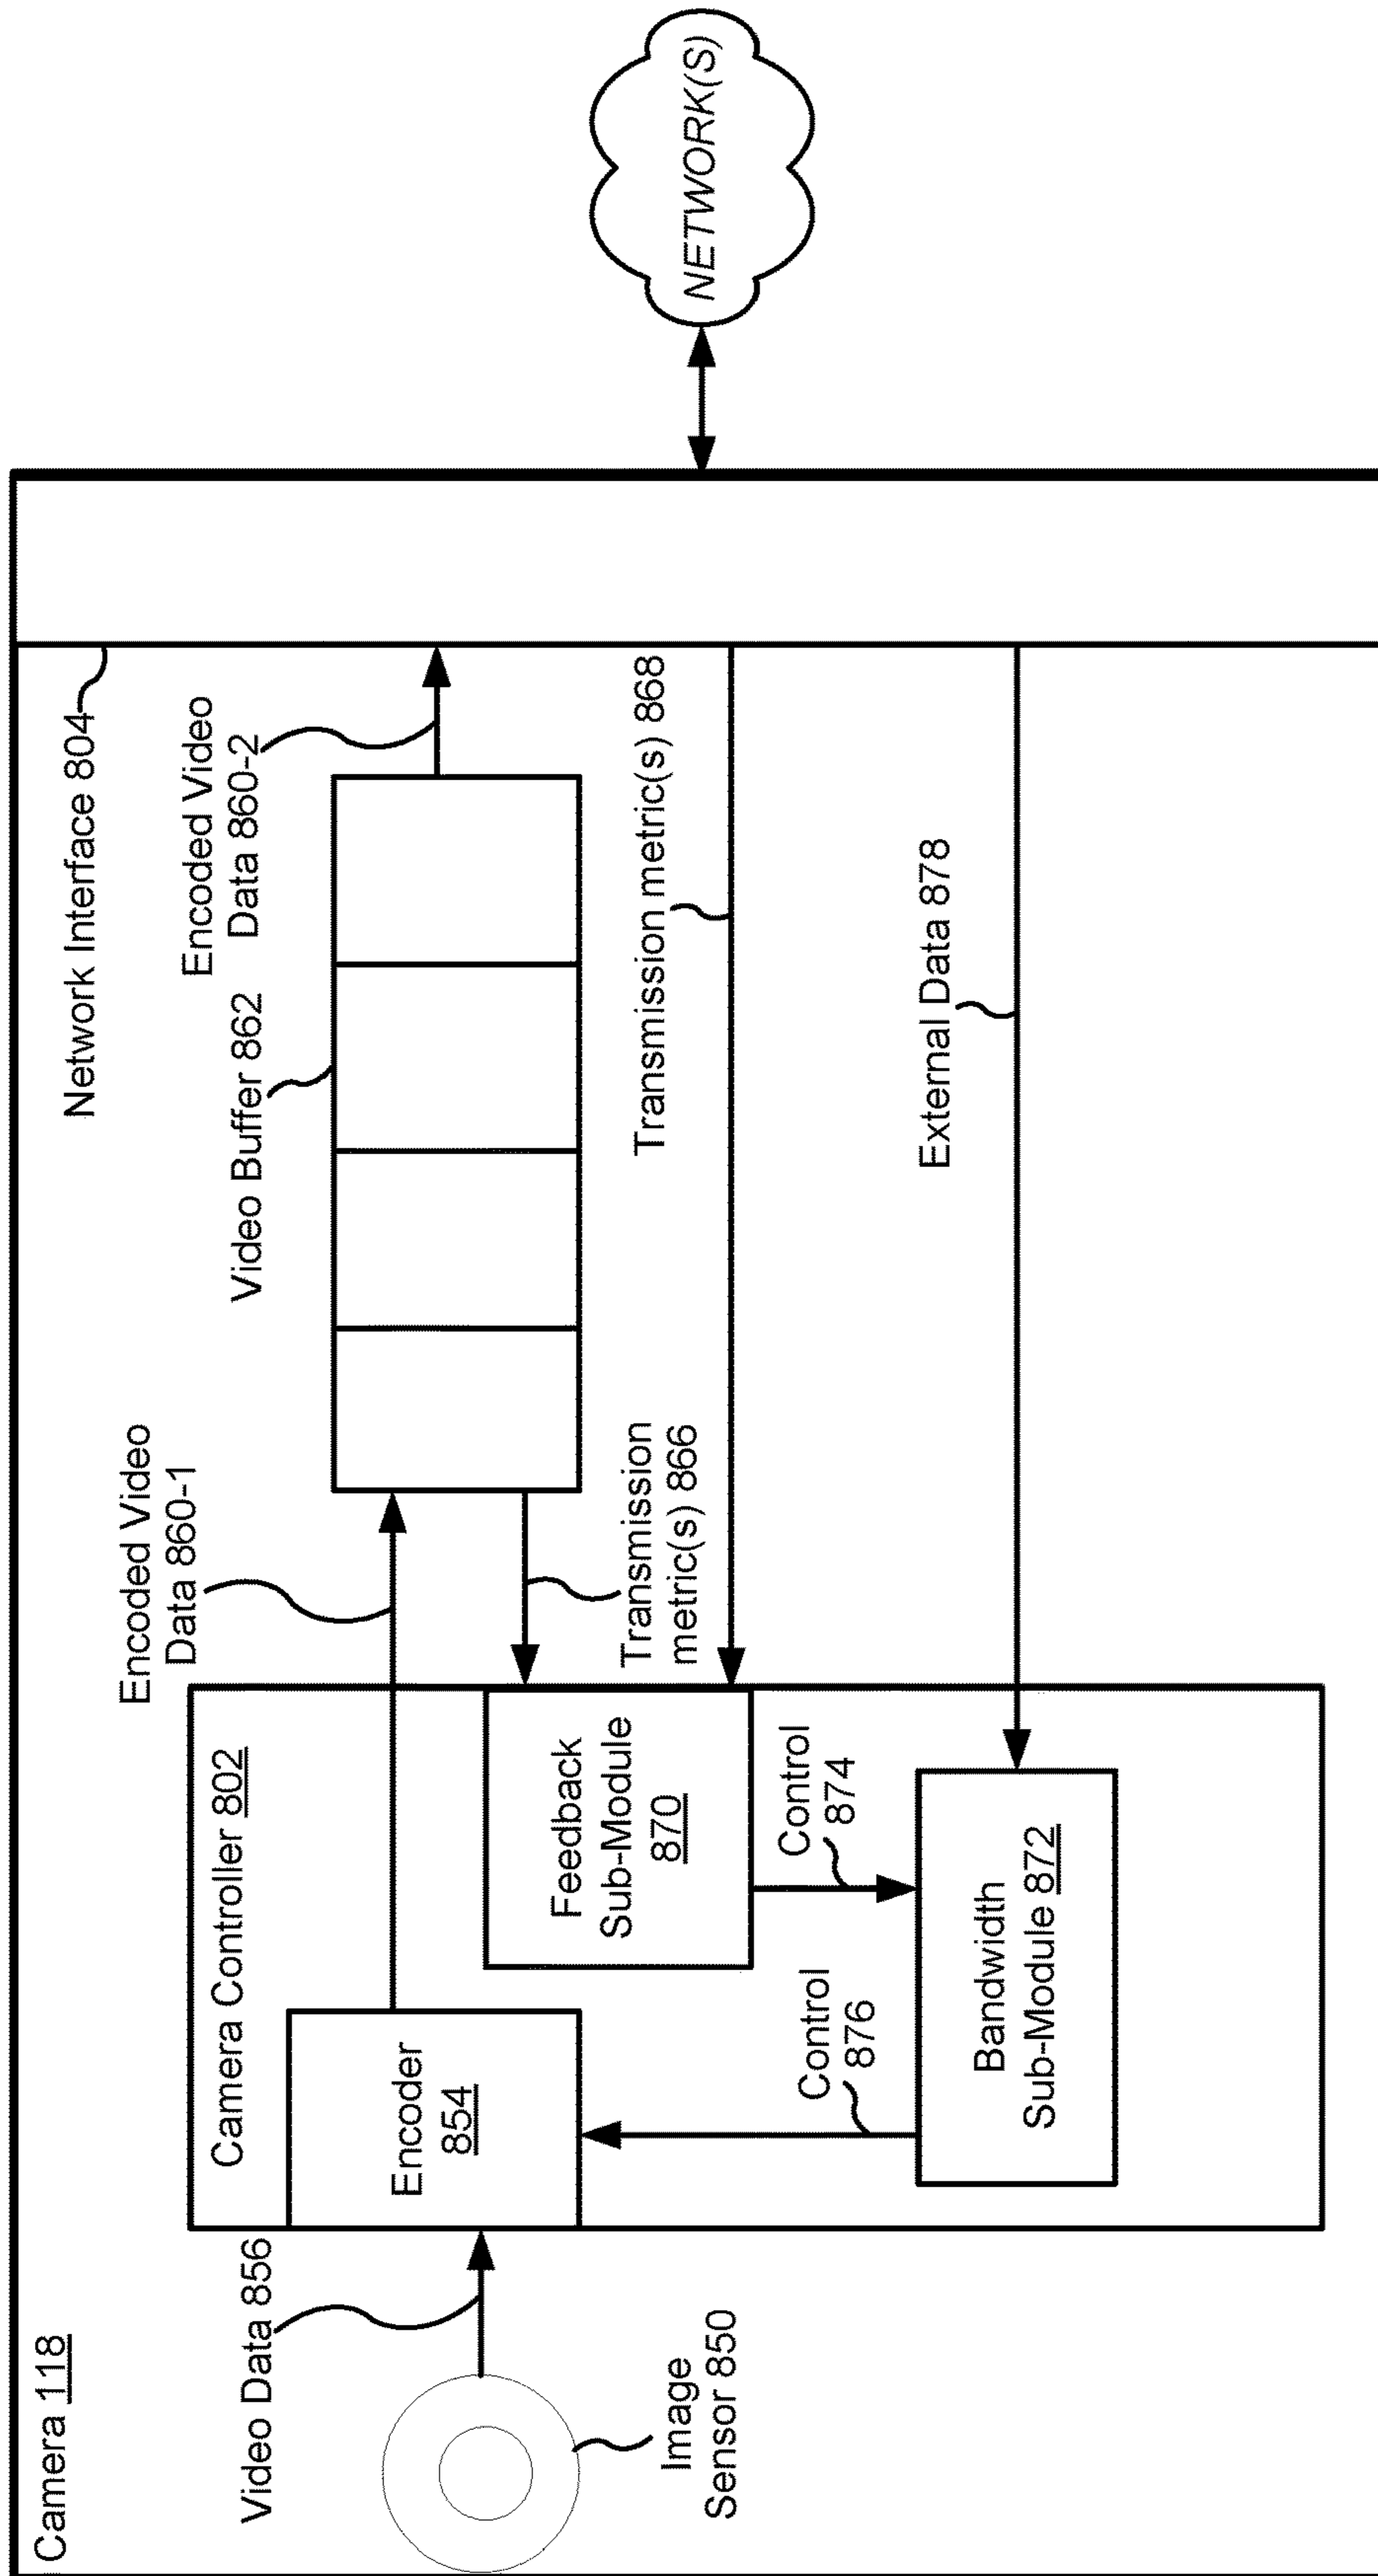 Camera 118
Network Interface 804
Camera Controller 802
Video Data 856
Image
Sensor 850
Encoder
854
Encoded Video
Data 860-1
Video Buffer 862
Encoded Video
Data 860-2
Feedback
Sub-Module
870
Transmission
metric(s) 866
Transmission metric(s) 868
Control
874
Control
876
Bandwidth
Sub-Module 872
External Data 878
NETWORK(S)